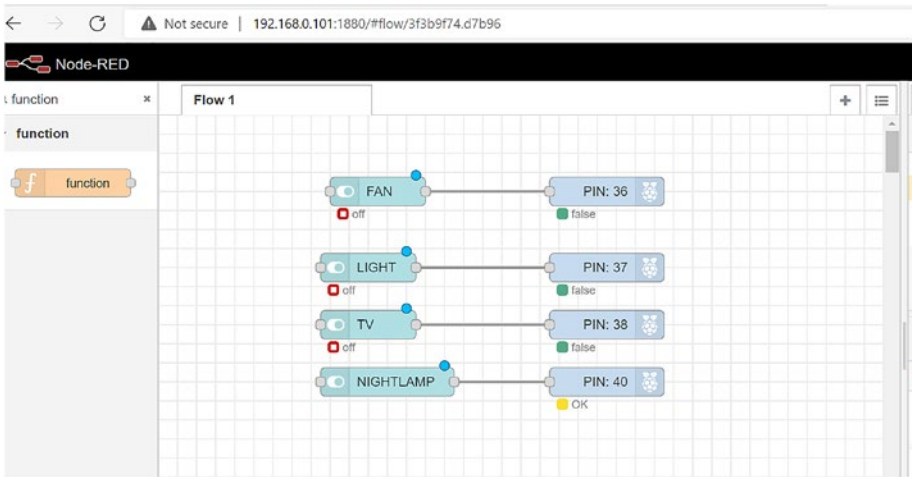 Not secure | 192.168.0.101:1880/#flow/3f3b9f74.d7b96
Node-RED
function
Flow 1
function
function
FAN
PIN: 36
off
false
LIGHT
PIN: 37
off
false
TV
PIN: 38
off
false
NIGHTLAMP
PIN: 40
OK